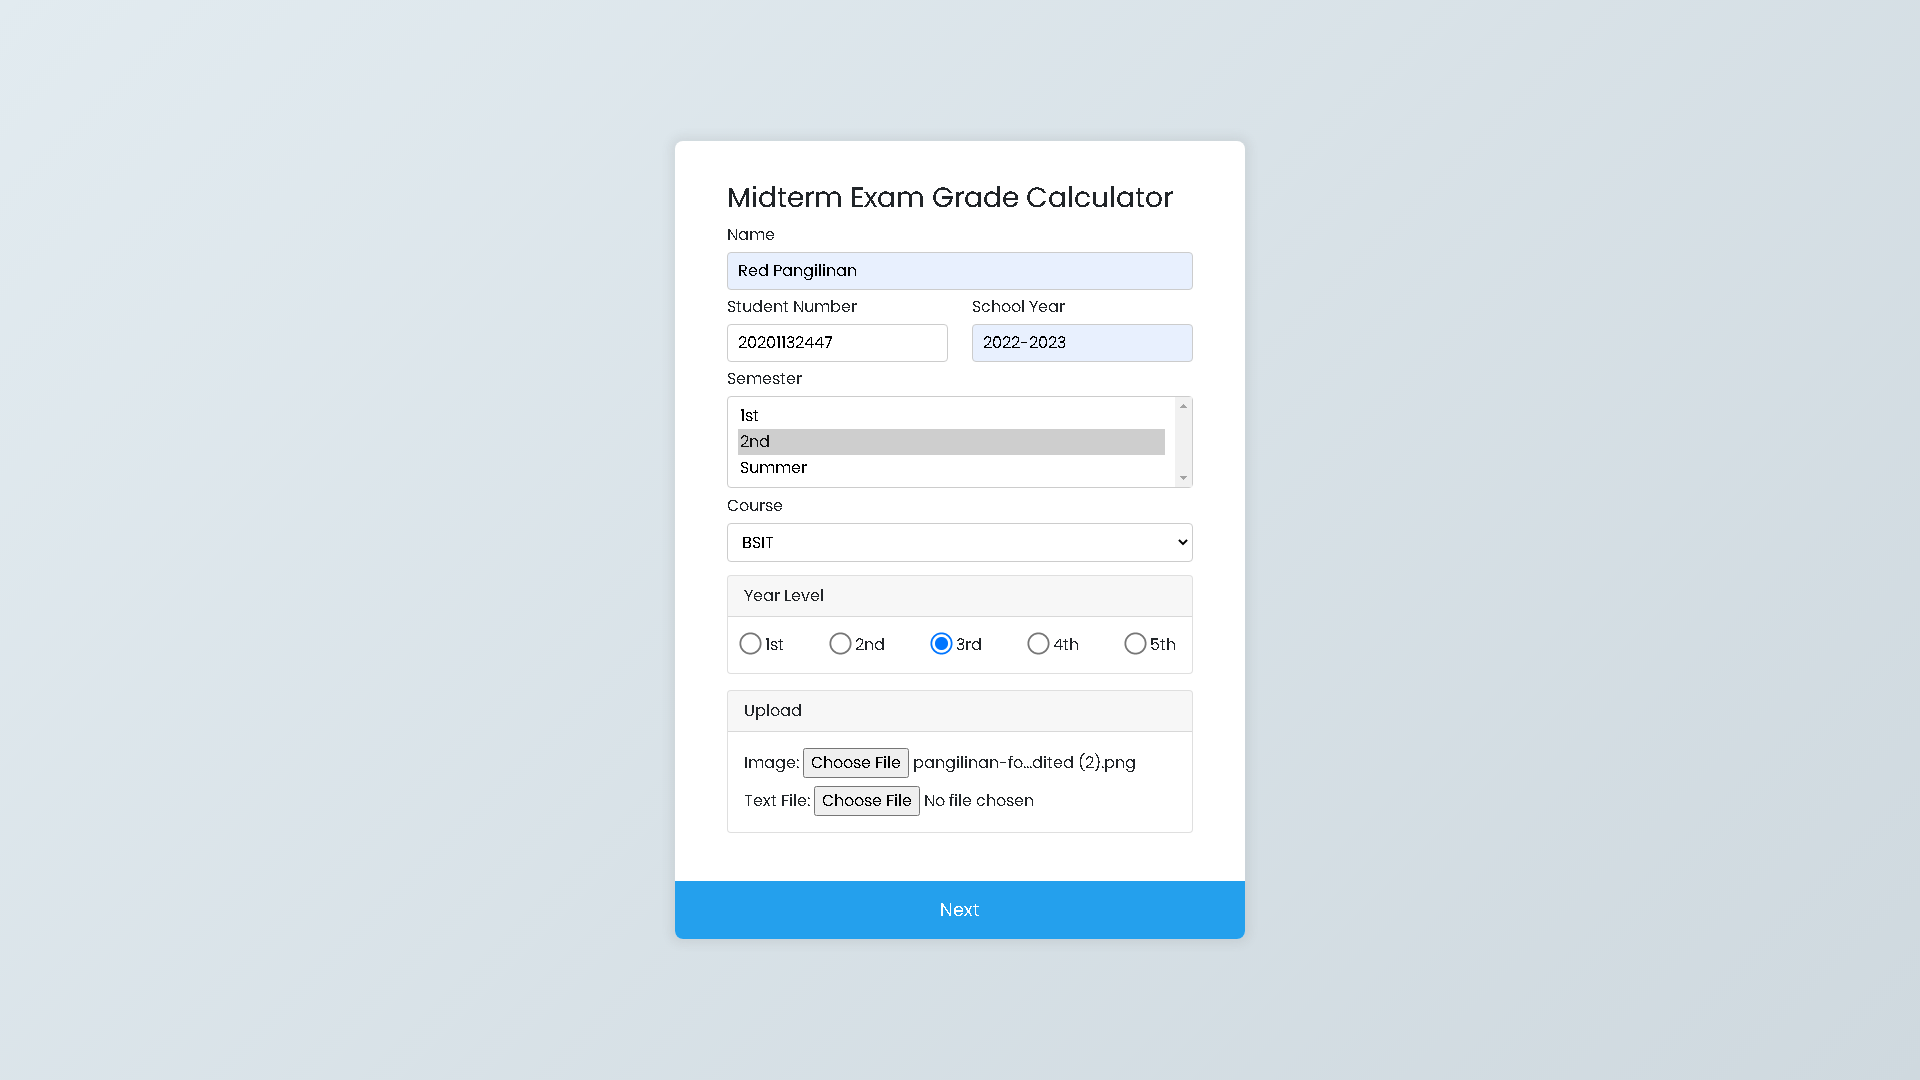 Midterm Exam Grade Calculator
Name
Red Pangilinan
Student Number School Year
20201132447 2022-2023
Semester
1st
2nd
Summer
Course
BSIT
Year Level
1st 2nd 3rd 4th 5th
Upload
Image: Choose File pangilinan-fo...dited (2).png
Text File: Choose File No file chosen
Next